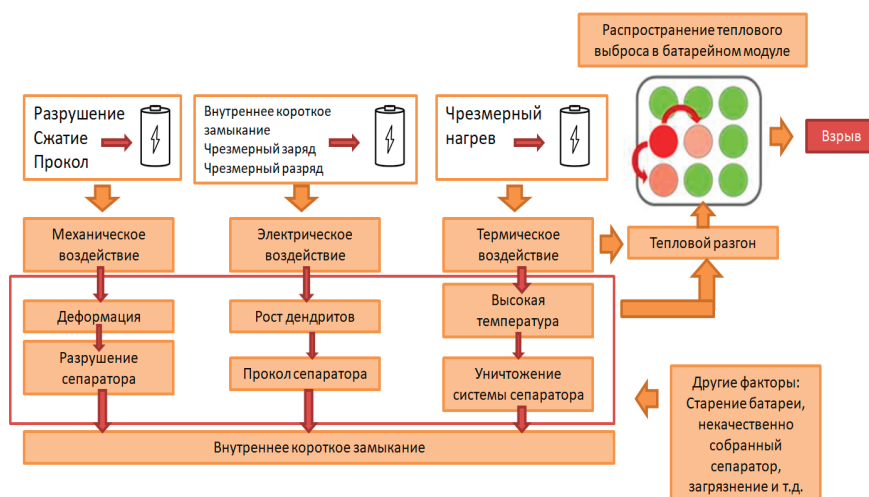 Распространение теплового
выброса в батарейном модуле
Разрушение
Сжатие
Прокол
Внутреннее короткое
замыкание
Чрезмерный заряд
Чрезмерный разряд
Чрезмерный
нагрев
Взрыв
Механическое
воздействие
Электрическое
воздействие
Термическое
воздействие
Тепловой разгон
Деформация
Рост дендритов
Высокая
температура
Разрушение
сепаратора
Прокол сепаратора
Уничтожение
системы сепаратора
Другие факторы:
Старение батареи,
некачественно
собранный
сепаратор,
загрязнение и т.д.
Внутреннее короткое замыкание